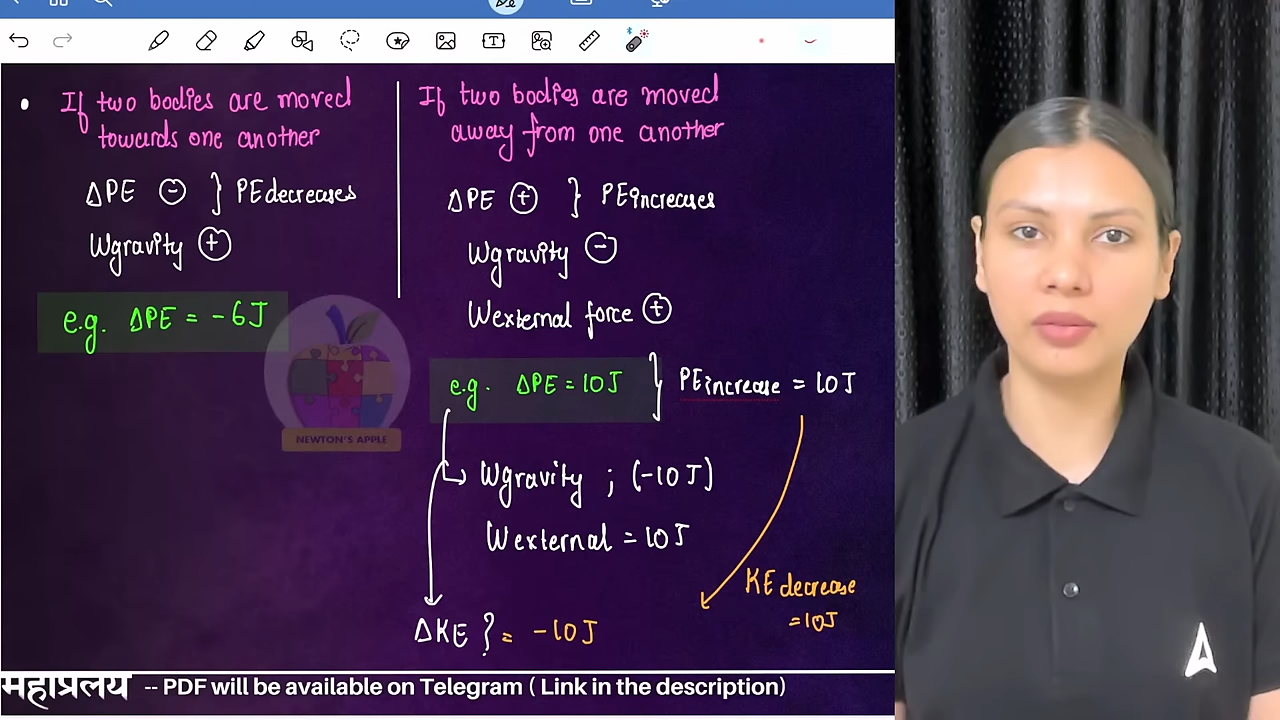 • If two bodies are moved
towards one another
ΔPE ⊖ } PE decreases
Wgravity ⊕
e.g. ΔPE = -6J
If two bodies are moved
away from one another
ΔPE ⊕ } PE increases
Wgravity ⊖
Wexternal force ⊕
e.g. ΔPE = 10J } PE increase = 10J
Wgravity ; (-10J)
Wexternal = 10J
KE decrease
= 10J
ΔKE ? = -10J
NEWTON'S APPLE
महाप्रलय -- PDF will be available on Telegram ( Link in the description)